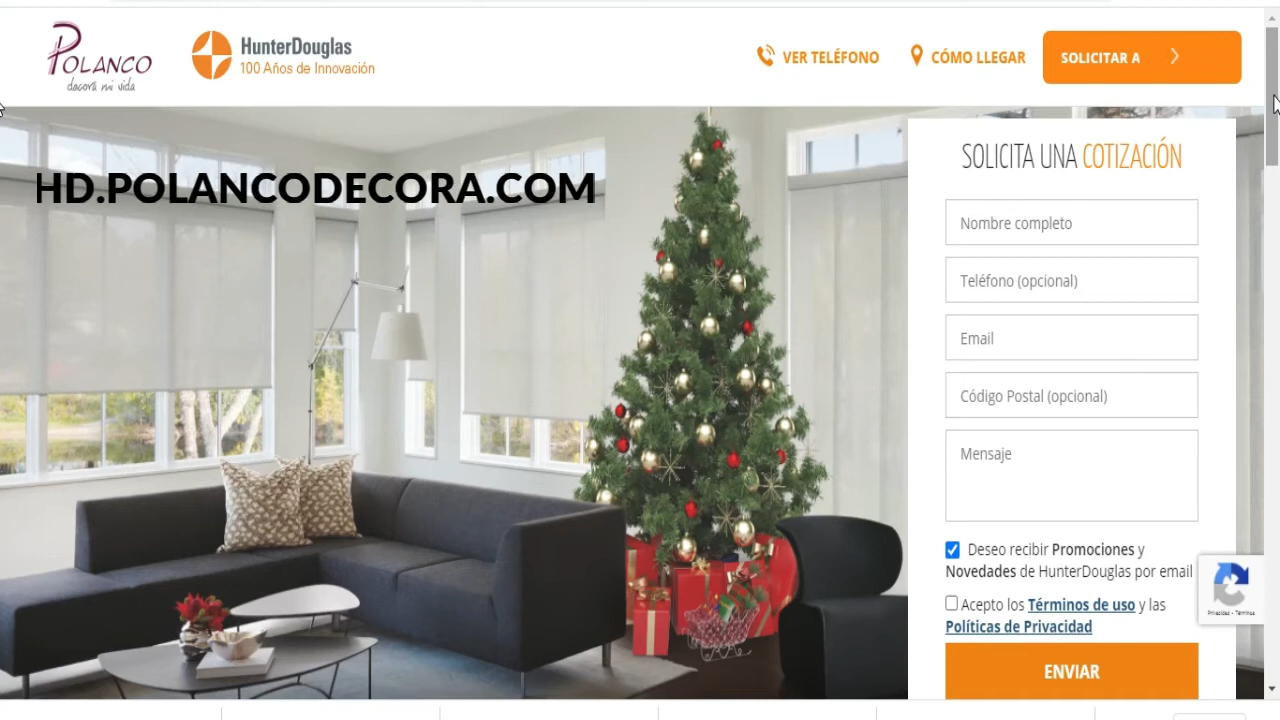 POLANCO
decora mi vida
HunterDouglas
100 Años de Innovación
VER TELÉFONO
CÓMO LLEGAR
SOLICITAR A
HD.POLANCODECORA.COM
SOLICITA UNA COTIZACIÓN
Nombre completo
Teléfono (opcional)
Email
Código Postal (opcional)
Mensaje
Deseo recibir Promociones y
Novedades de HunterDouglas por email
Acepto los Términos de uso y las
Políticas de Privacidad
Privacidad - Términos
ENVIAR